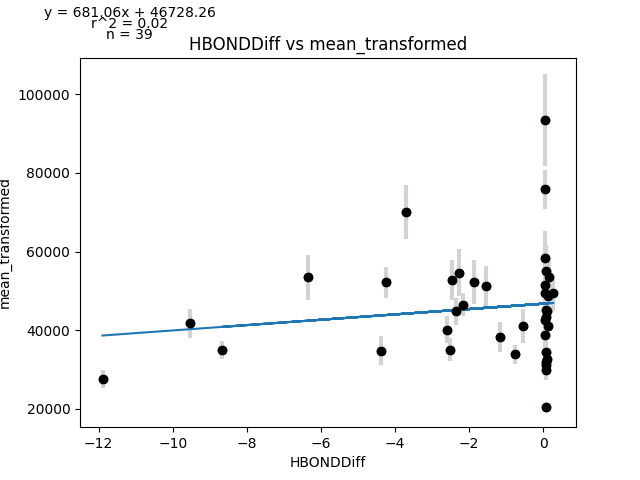 y = 681.06x + 46728.26
r^2 = 0.02
n = 39
HBONDDiff vs mean_transformed
100000
80000
60000
40000
20000
mean_transformed
−12 −10 −8 −6 −4 −2 0
HBONDDiff